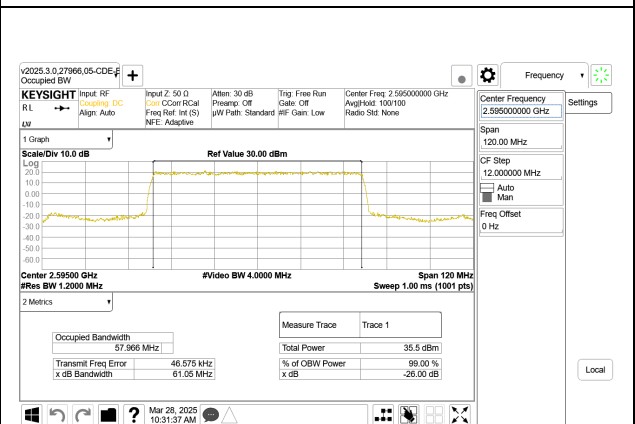 v2025.3.0,27966,05-CDE-
Occupied BW
Frequency
KEYSIGHT
RL
Input: RF
Coupling: DC
Align: Auto
Input Z: 50 Ω
Corr CCorr RCal
Freq Ref: Int (S)
NFE: Adaptive
Atten: 30 dB
Preamp: Off
µW Path: Standard
Trig: Free Run
Gate: Off
#IF Gain: Low
Center Freq: 2.595000000 GHz
Avg|Hold: 100/100
Radio Std: None
Center Frequency
2.595000000 GHz
Settings
Span
120.00 MHz
CF Step
12.000000 MHz
Auto
Man
Freq Offset
0 Hz
1 Graph
Scale/Div 10.0 dB
Ref Value 30.00 dBm
Log
20.0
10.0
0.00
-10.0
-20.0
-30.0
-40.0
-50.0
-60.0
Center 2.59500 GHz
#Video BW 4.0000 MHz
Span 120 MHz
#Res BW 1.2000 MHz
Sweep 1.00 ms (1001 pts)
2 Metrics
Measure Trace
Trace 1
Occupied Bandwidth
57.966 MHz
Total Power
35.5 dBm
Transmit Freq Error
46.575 kHz
% of OBW Power
99.00 %
x dB Bandwidth
61.05 MHz
x dB
-26.00 dB
Local
?
Mar 28, 2025
10:31:37 AM